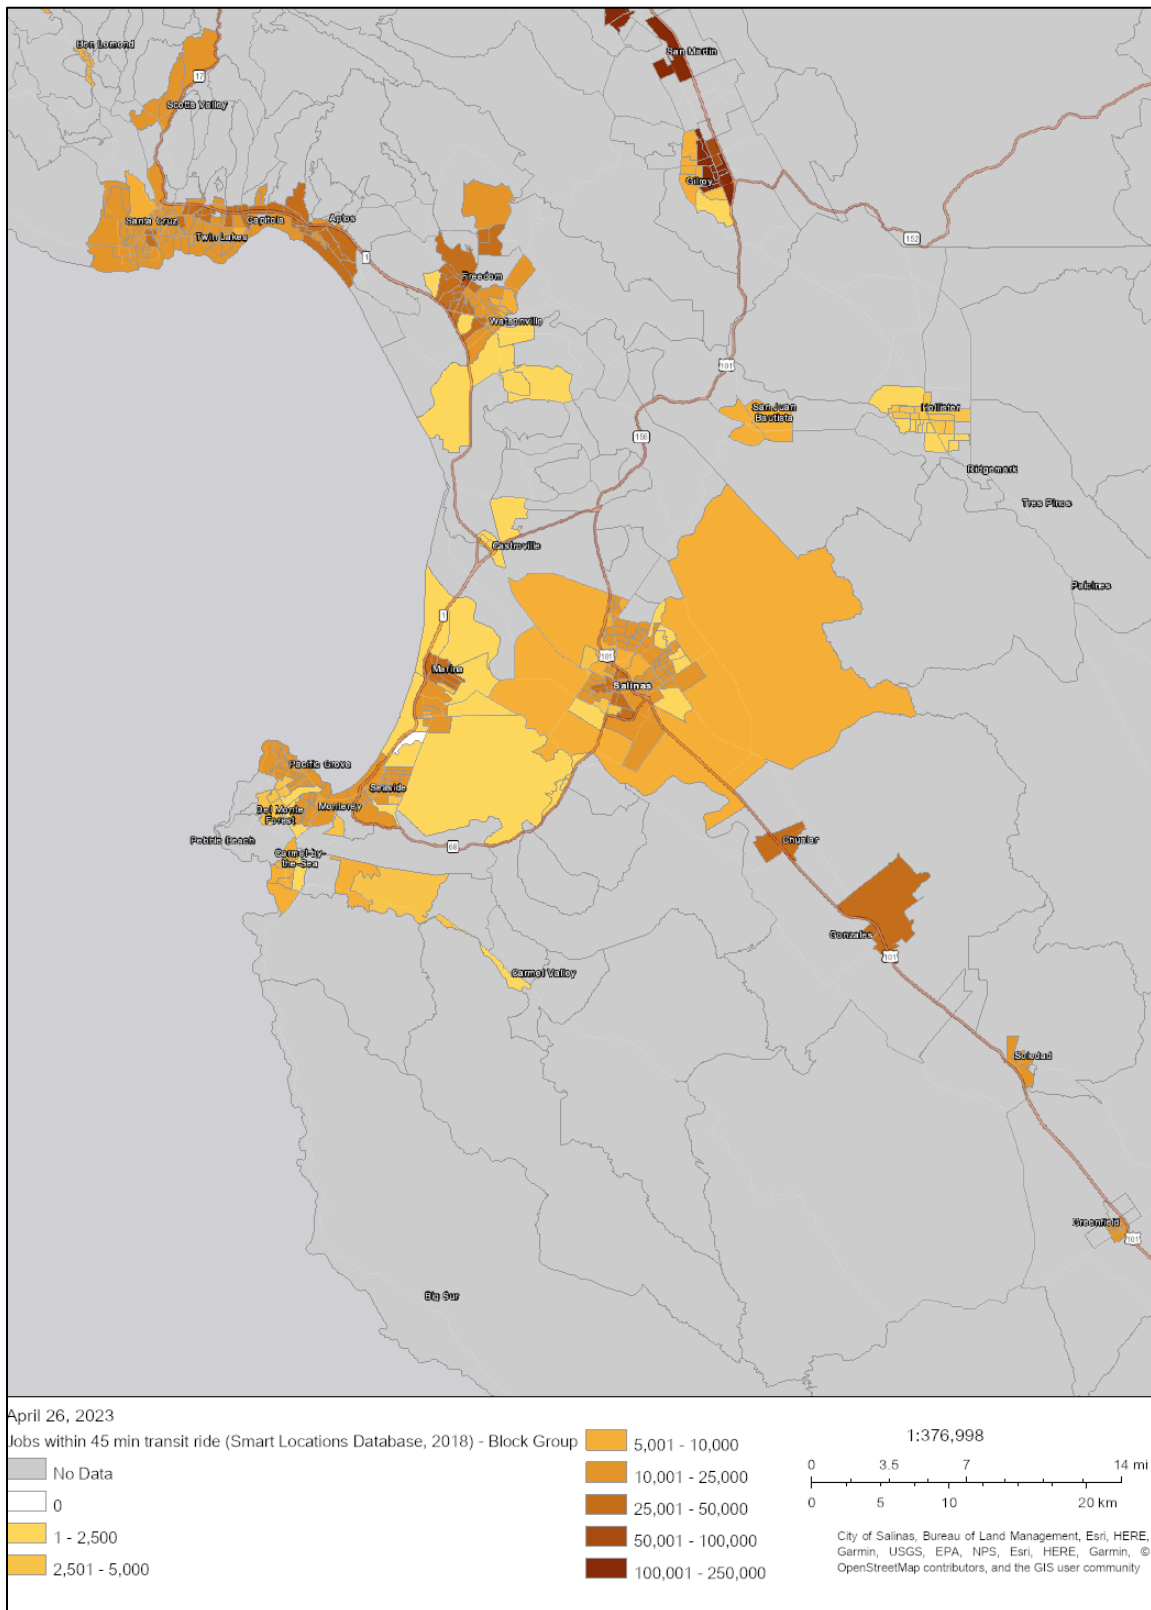 Ben Lomond
San Martin
17
Scotts Valley
Gilroy
Santa Cruz
Capitola
Aptos
Twin Lakes
152
1
Freedom
Watsonville
101
San Juan
Bautista
Hollister
156
Ridgemark
Tres Pinos
Castroville
Paicines
1
101
Marina
Salinas
Pacific Grove
Seaside
Monterey
Del Monte
Forest
Pebble Beach
68
Chualar
Carmel-by-
the-Sea
Gonzales
101
Carmel Valley
Soledad
Greenfield
101
Big Sur
April 26, 2023
Jobs within 45 min transit ride (Smart Locations Database, 2018) - Block Group
No Data
0
1 - 2,500
2,501 - 5,000
5,001 - 10,000
10,001 - 25,000
25,001 - 50,000
50,001 - 100,000
100,001 - 250,000
1:376,998
0 3.5 7 14 mi
0 5 10 20 km
City of Salinas, Bureau of Land Management, Esri, HERE,
Garmin, USGS, EPA, NPS, Esri, HERE, Garmin, ©
OpenStreetMap contributors, and the GIS user community